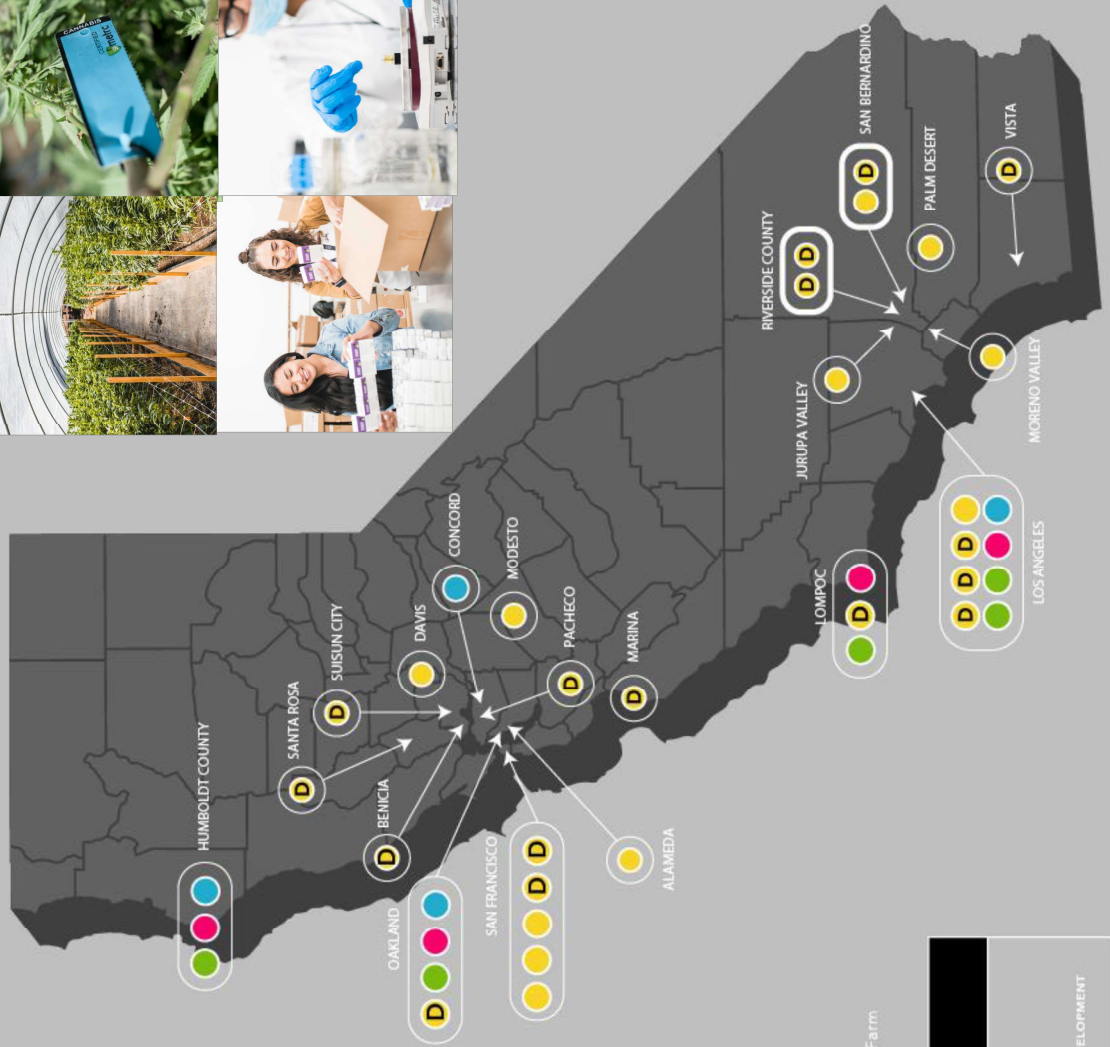 CANNABIS
metrc
HUMBOLDT COUNTY
SANTA ROSA
D
SUISUN CITY
D
BENICIA
D
OAKLAND
D
DAVIS
CONCORD
SAN FRANCISCO
D D
MODESTO
PACHECO
D
MARINA
D
ALAMEDA
RIVERSIDE COUNTY
D D
JURUPA VALLEY
LOMPOC
D
SAN BERNARDINO
D
Farm
PALM DESERT
D D D
LOS ANGELES
VISTA
D
MORENO VALLEY
ELOPMENT